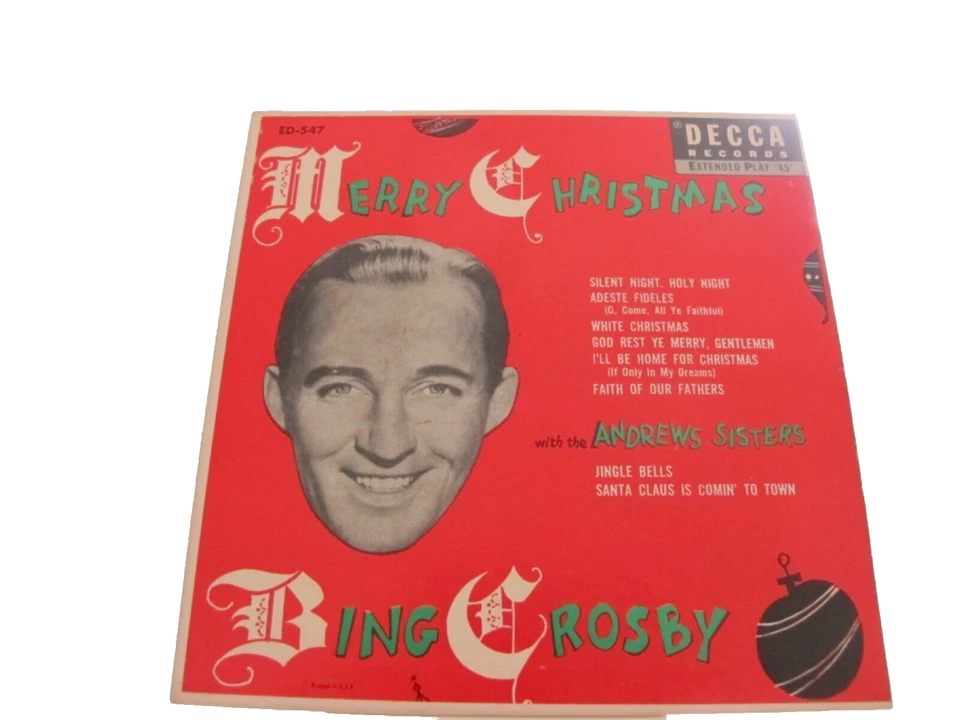 ED-547
DECCA
RECORDS
EXTENDED PLAY "45"
MERRY CHRISTMAS
SILENT NIGHT, HOLY NIGHT
ADESTE FIDELES
(O, Come, All Ye Faithful)
WHITE CHRISTMAS
GOD REST YE MERRY, GENTLEMEN
I'LL BE HOME FOR CHRISTMAS
(If Only In My Dreams)
FAITH OF OUR FATHERS
with the ANDREWS SISTERS
JINGLE BELLS
SANTA CLAUS IS COMIN' TO TOWN
BING CROSBY
Printed in U.S.A.